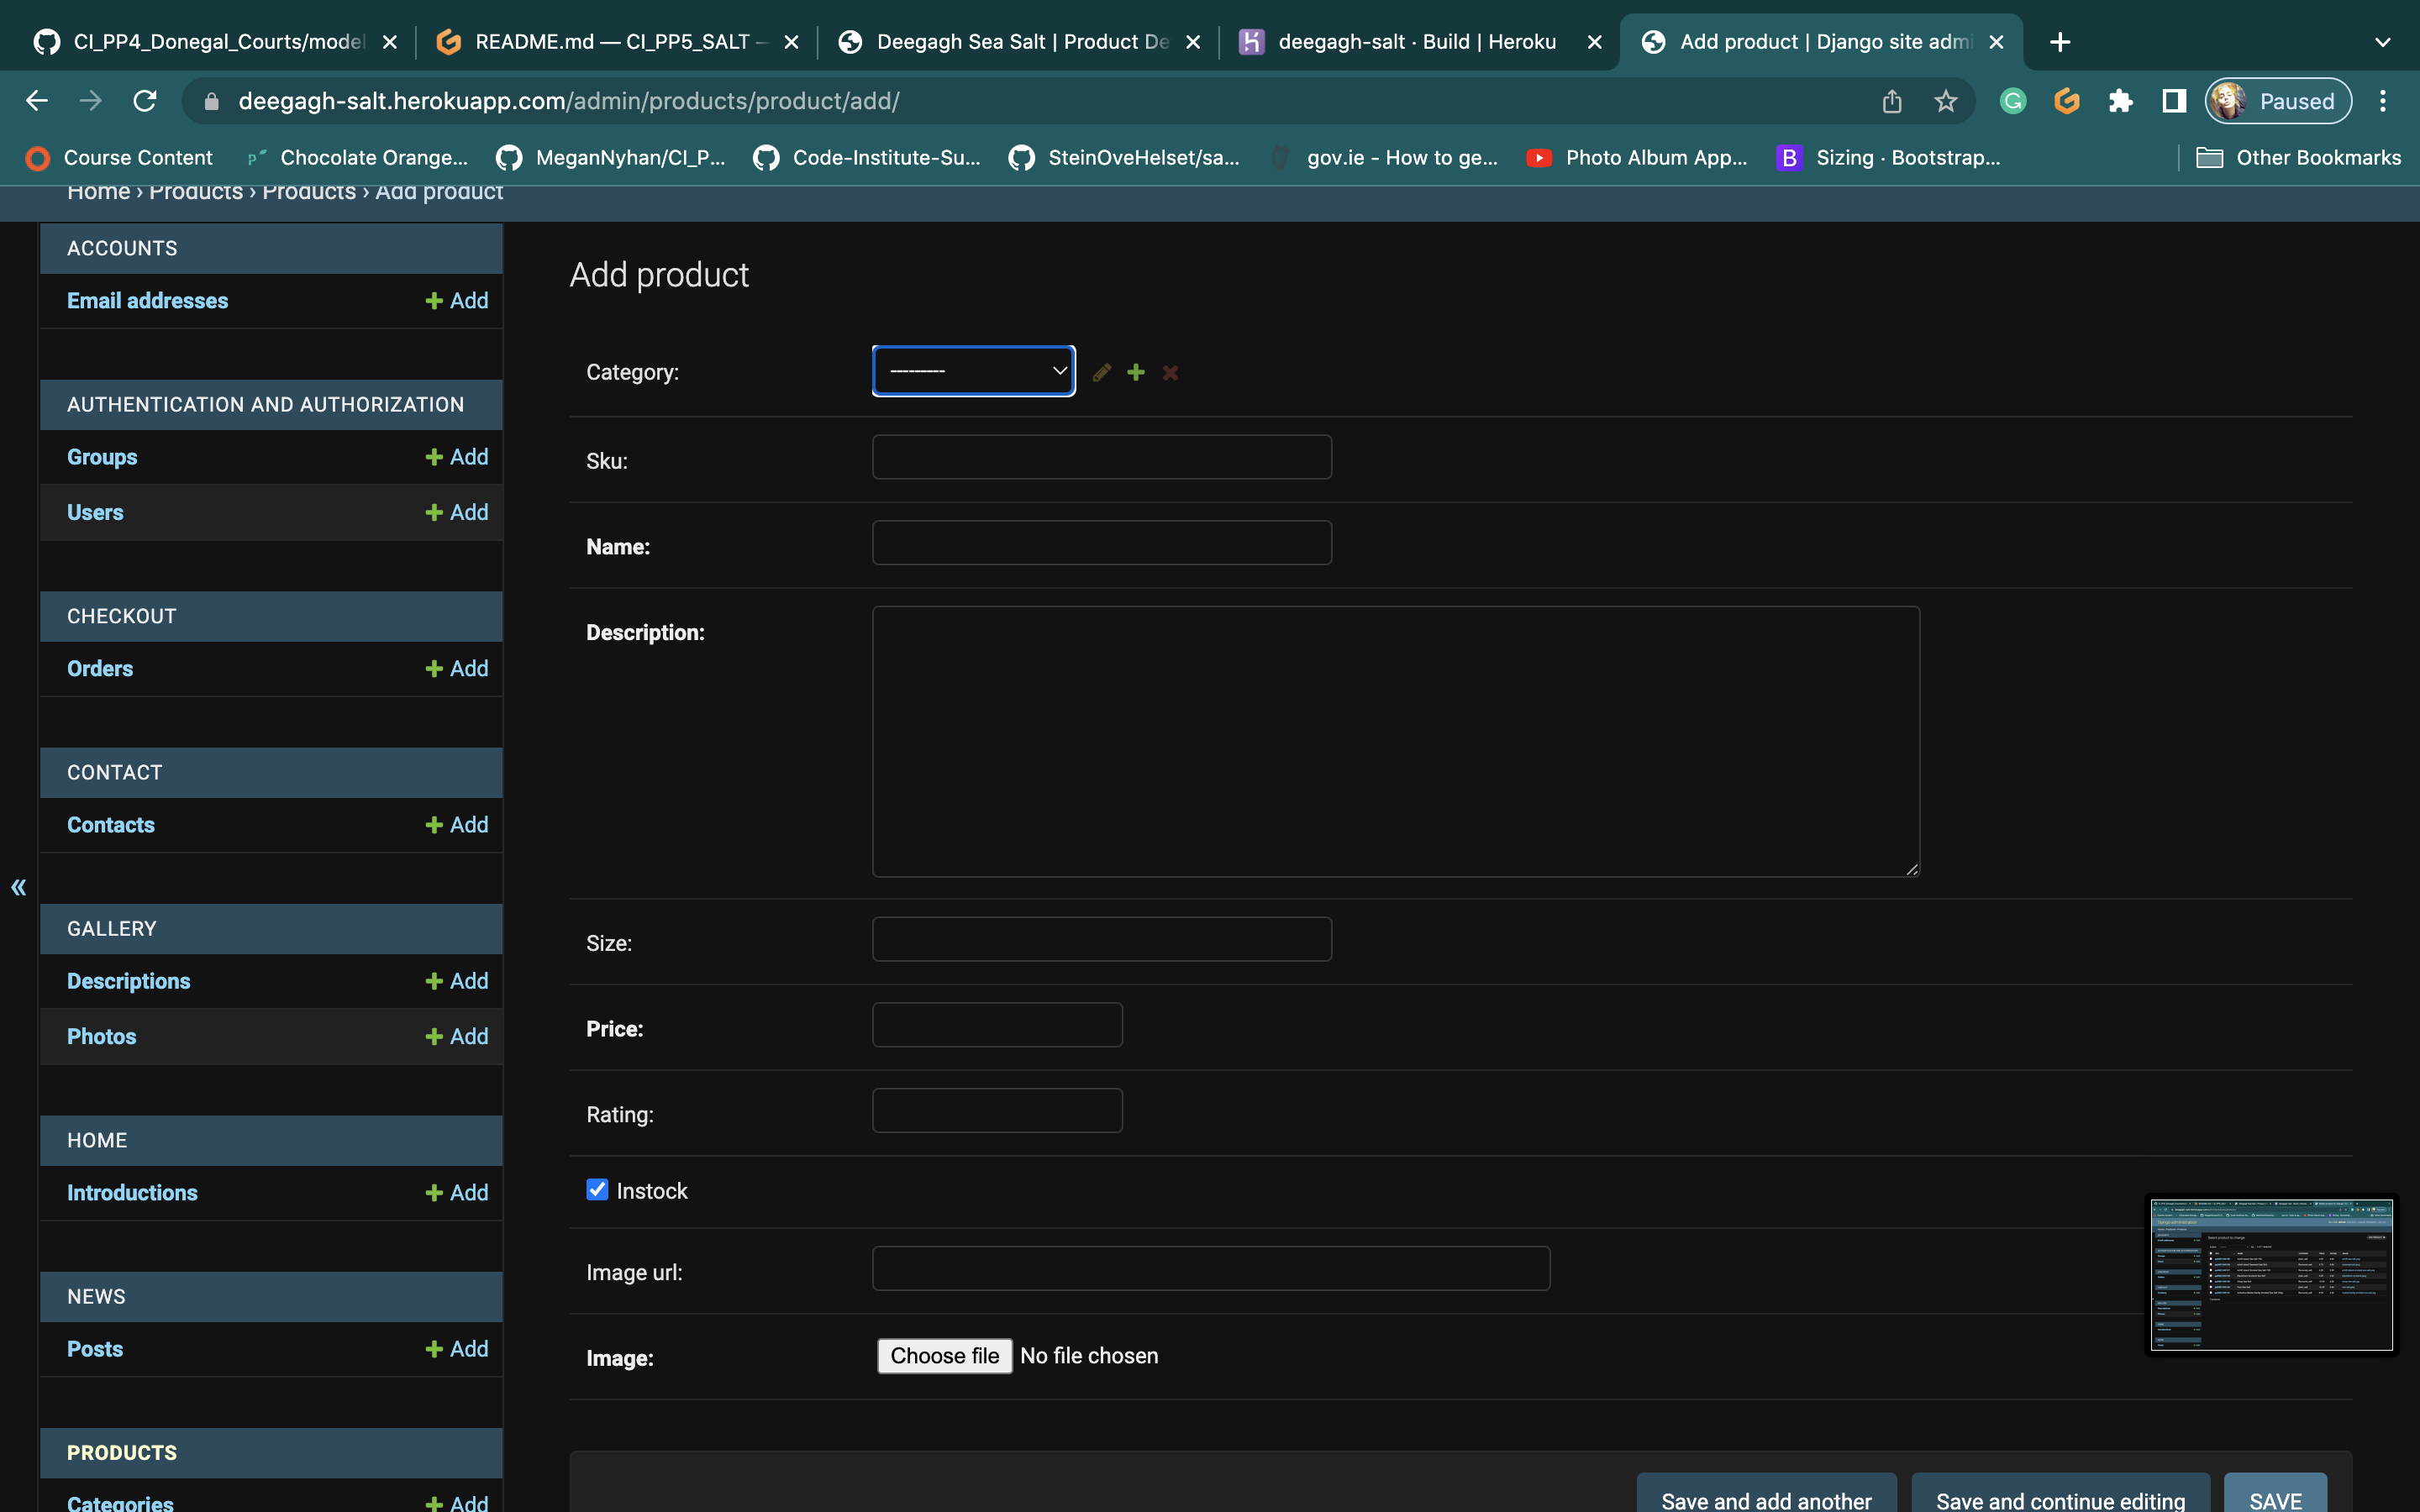 CI_PP4_Donegal_Courts/model
README.md — CI_PP5_SALT –
Deegagh Sea Salt | Product De
deegagh-salt · Build | Heroku
Add product | Django site admi
deegagh-salt.herokuapp.com/admin/products/product/add/
Paused
Course Content
Chocolate Orange...
MeganNyhan/CI_P...
Code-Institute-Su...
SteinOveHelset/sa...
gov.ie - How to ge...
Photo Album App...
Sizing · Bootstrap...
Other Bookmarks
Home › Products › Products › Add product
ACCOUNTS
Email addresses
Add
AUTHENTICATION AND AUTHORIZATION
Groups
Add
Users
Add
CHECKOUT
Orders
Add
CONTACT
Contacts
Add
GALLERY
Descriptions
Add
Photos
Add
HOME
Introductions
Add
NEWS
Posts
Add
PRODUCTS
Categories
Add
Add product
Category:
---------
Sku:
Name:
Description:
Size:
Price:
Rating:
Instock
Image url:
Image:
Choose file No file chosen
Save and add another
Save and continue editing
SAVE